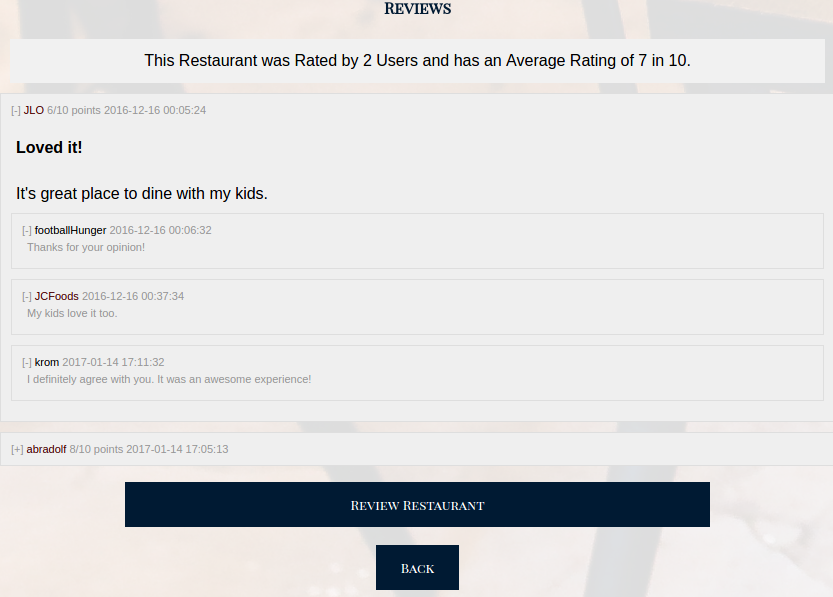 Reviews
This Restaurant was Rated by 2 Users and has an Average Rating of 7 in 10.
[-] JLO 6/10 points 2016-12-16 00:05:24
Loved it!
It's great place to dine with my kids.
[-] footballHunger 2016-12-16 00:06:32
Thanks for your opinion!
[-] JCFoods 2016-12-16 00:37:34
My kids love it too.
[-] krom 2017-01-14 17:11:32
I definitely agree with you. It was an awesome experience!
[+] abradolf 8/10 points 2017-01-14 17:05:13
Review Restaurant
Back